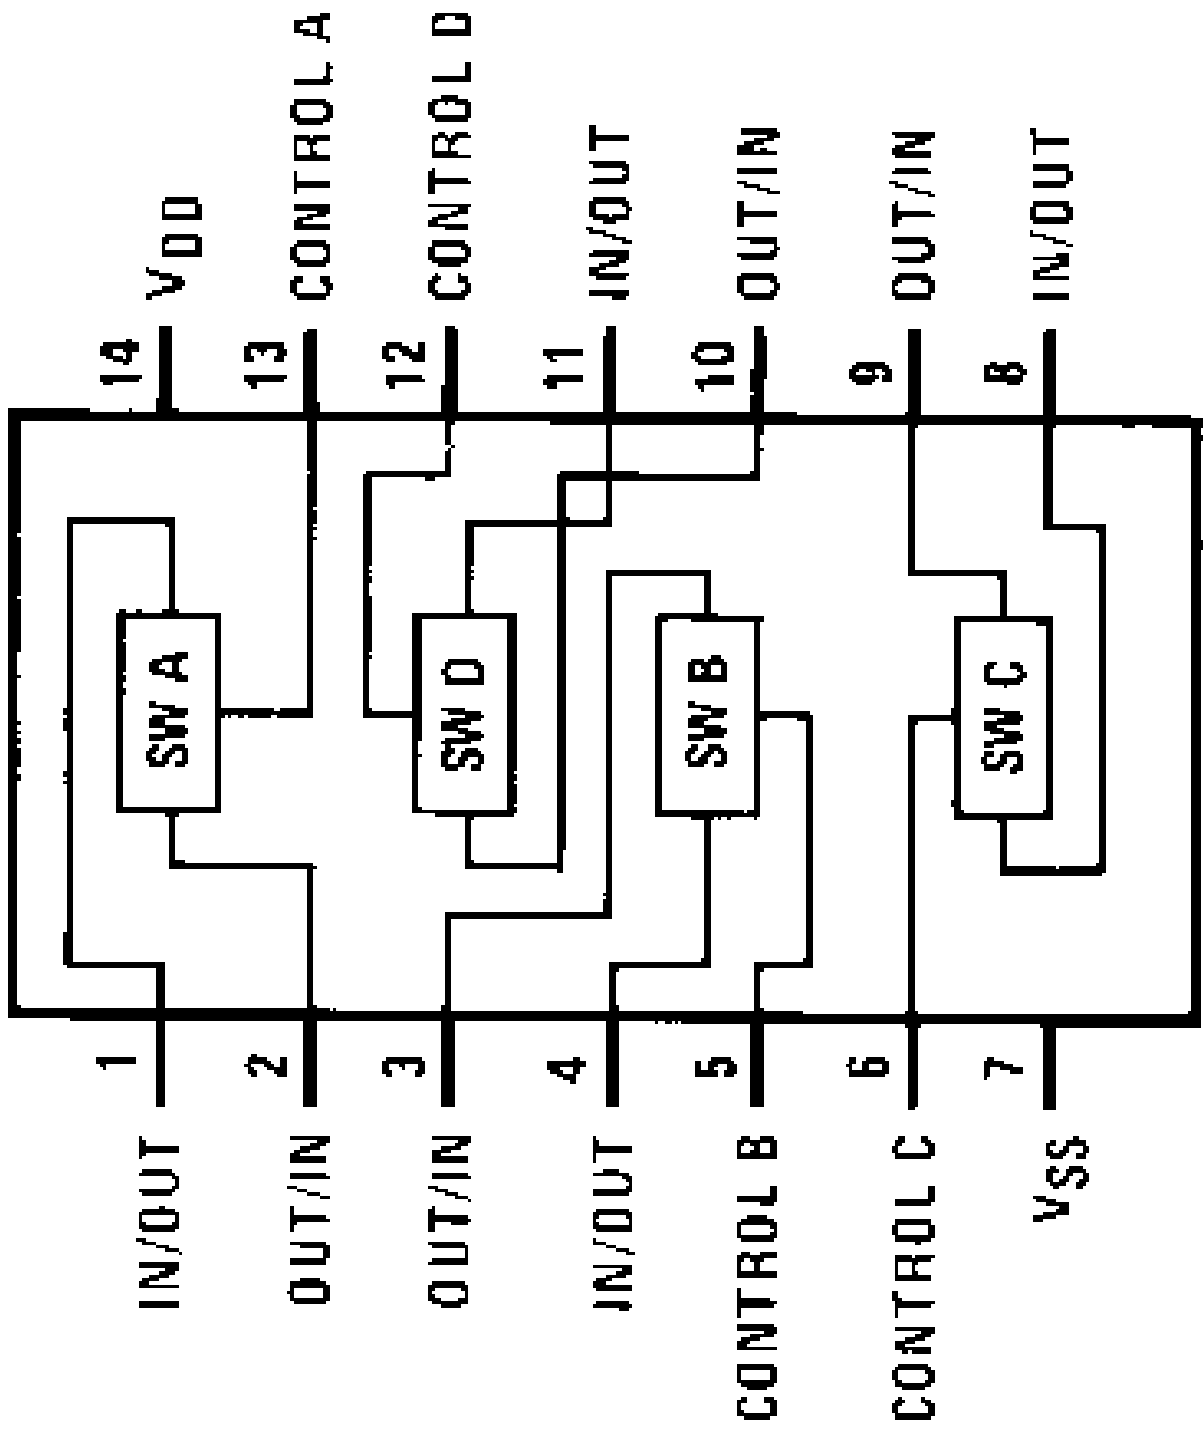 IN/OUT 1
OUT/IN 2
OUT/IN 3
IN/OUT 4
CONTROL B 5
CONTROL C 6
VSS 7
SW A
SW D
SW B
SW C
14 VDD
13 CONTROL A
12 CONTROL D
11 IN/OUT
10 OUT/IN
9 OUT/IN
8 IN/OUT